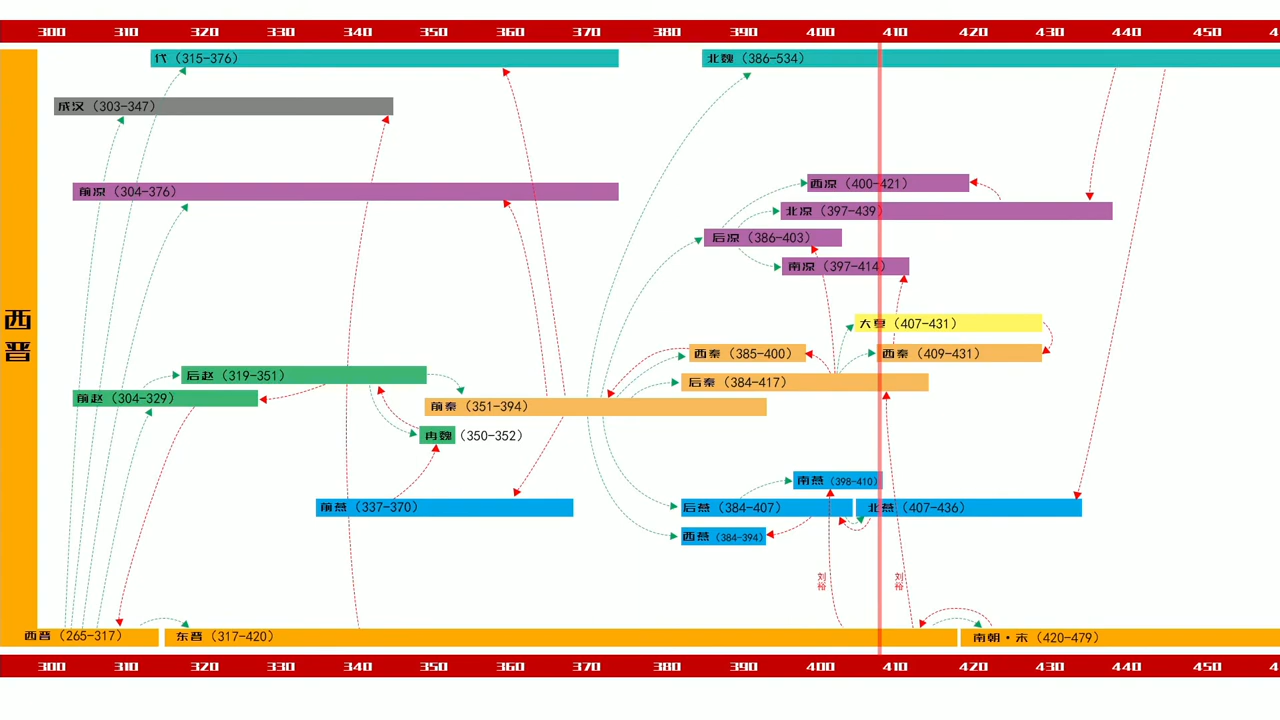 300 310 320 330 340 350 360 370 380 390 400 410 420 430 440 450 4
代（315-376）
北魏（386-534）
成汉（303-347）
前凉（304-376）
西凉（400-421）
北凉（397-439）
后凉（386-403）
南凉（397-414）
西晋
大夏（407-431）
西秦（385-400）
西秦（409-431）
后赵（319-351）
后秦（384-417）
前赵（304-329）
前秦（351-394）
冉魏（350-352）
南燕（398-410）
前燕（337-370）
后燕（384-407）
北燕（407-436）
西燕（384-394）
刘裕
刘裕
西晋（265-317）
东晋（317-420）
南朝·宋（420-479）
300 310 320 330 340 350 360 370 380 390 400 410 420 430 440 450 4